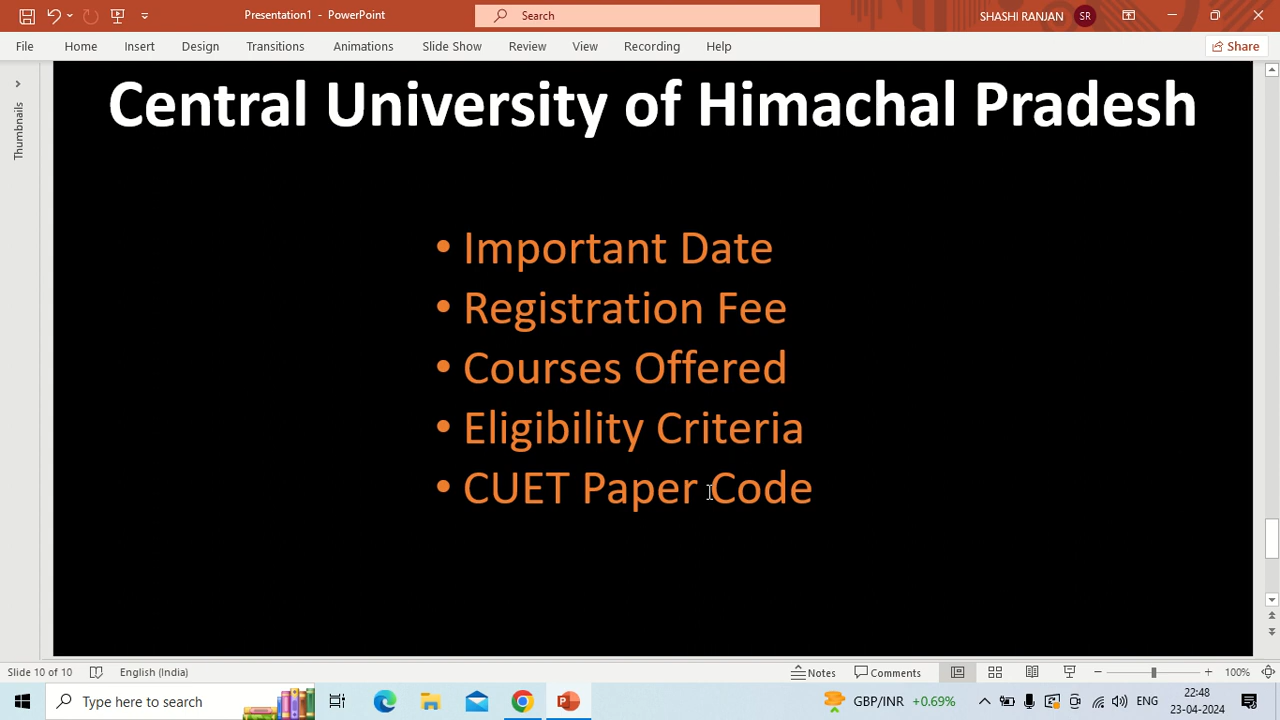 Presentation1 - PowerPoint
Search
SHASHI RANJAN
SR
File Home Insert Design Transitions Animations Slide Show Review View Recording Help Share
Thumbnails
Central University of Himachal Pradesh
• Important Date
• Registration Fee
• Courses Offered
• Eligibility Criteria
• CUET Paper Code
Slide 10 of 10 English (India) Notes Comments 100%
Type here to search
GBP/INR +0.69%
ENG
22:48
23-04-2024